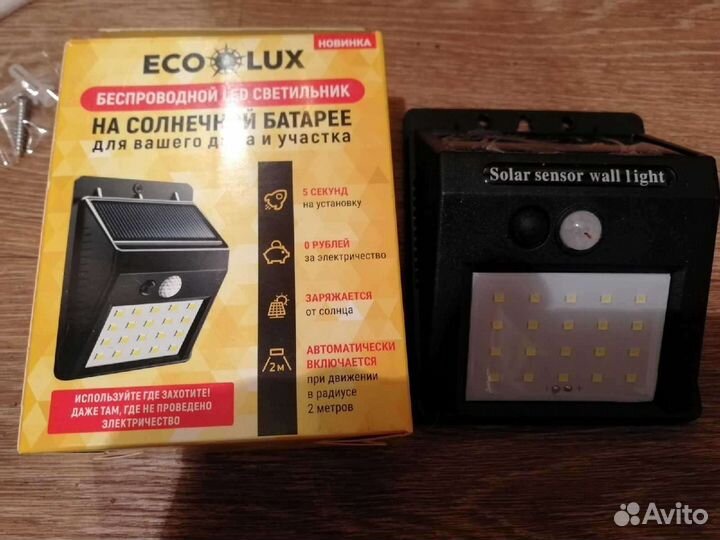 НОВИНКА
ECO LUX
БЕСПРОВОДНОЙ LED СВЕТИЛЬНИК
НА СОЛНЕЧНОЙ БАТАРЕЕ
для вашего дома и участка
5 СЕКУНД
на установку
0 РУБЛЕЙ
за электричество
ЗАРЯЖАЕТСЯ
от солнца
2м
АВТОМАТИЧЕСКИ
ВКЛЮЧАЕТСЯ
при движении
в радиусе
2 метров
ИСПОЛЬЗУЙТЕ ГДЕ ЗАХОТИТЕ!
ДАЖЕ ТАМ, ГДЕ НЕ ПРОВЕДЕНО
ЭЛЕКТРИЧЕСТВО
Solar sensor wall light
Avito